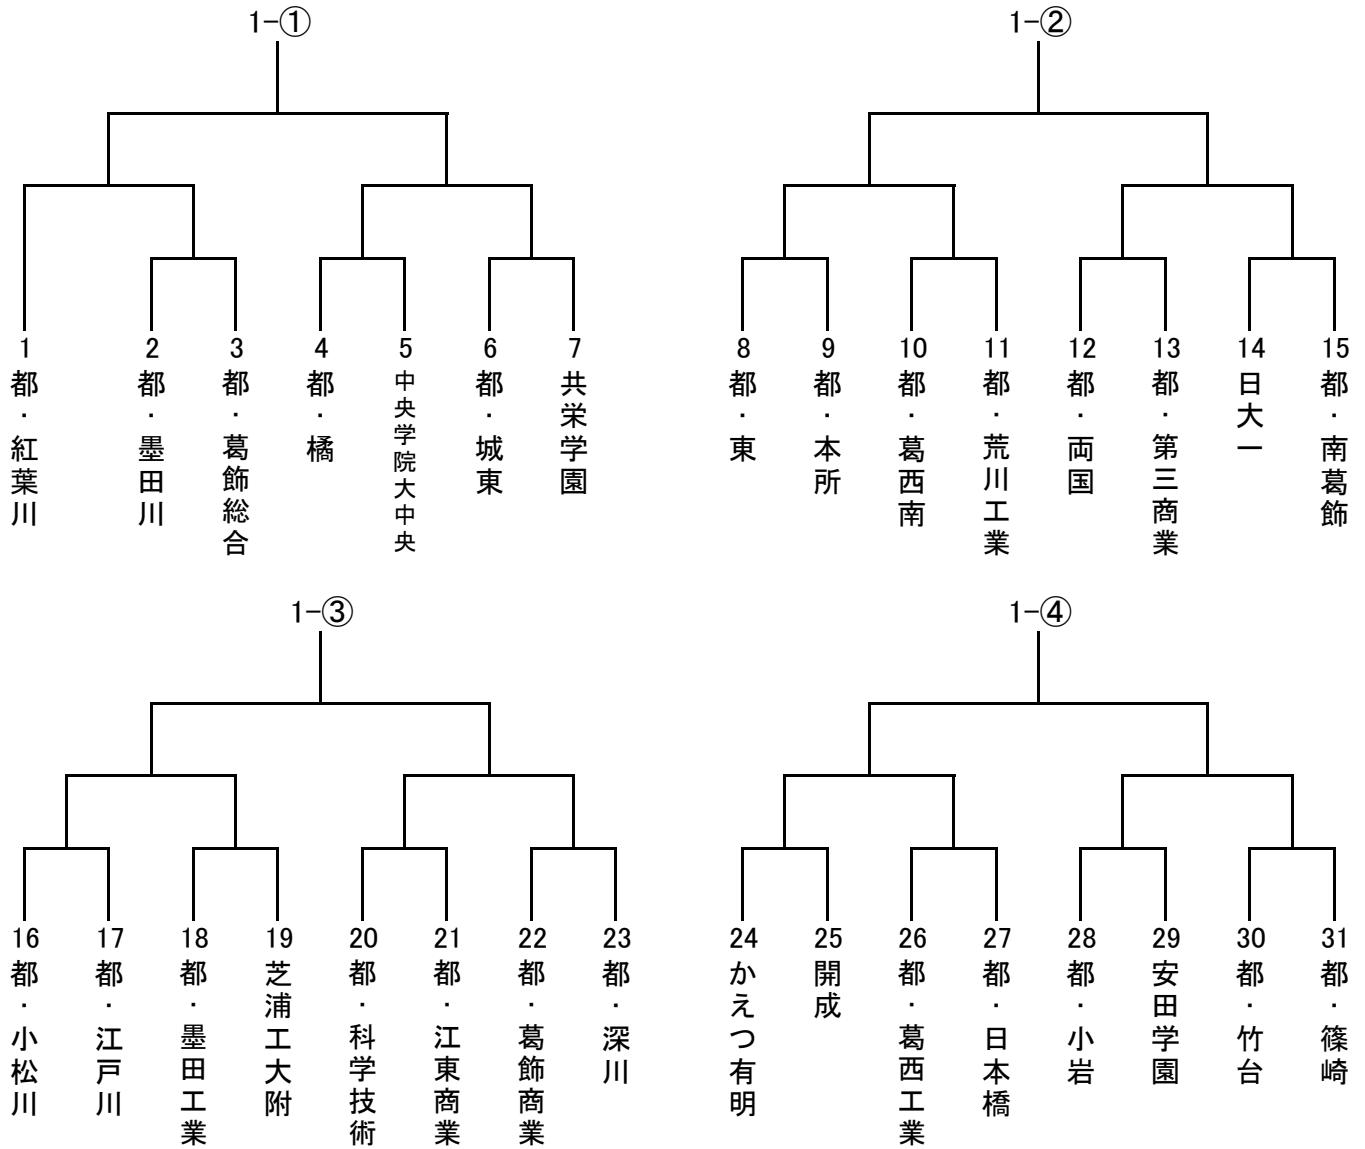 1-①
1-②
1
2
3
4
5
6
7
8
9
10
11
12
13
14
15
都・紅葉川
都・墨田川
都・葛飾総合
都・橘
中央学院大中央
都・城東
共栄学園
都・東
都・本所
都・葛西南
都・荒川工業
都・両国
都・第三商業
日大一
都・南葛飾
1-③
1-④
16
17
18
19
20
21
22
23
24
25
26
27
28
29
30
31
都・小松川
都・江戸川
都・墨田工業
芝浦工大附
都・科学技術
都・江東商業
都・葛飾商業
都・深川
かえつ有明
開成
都・葛西工業
都・日本橋
都・小岩
安田学園
都・竹台
都・篠崎